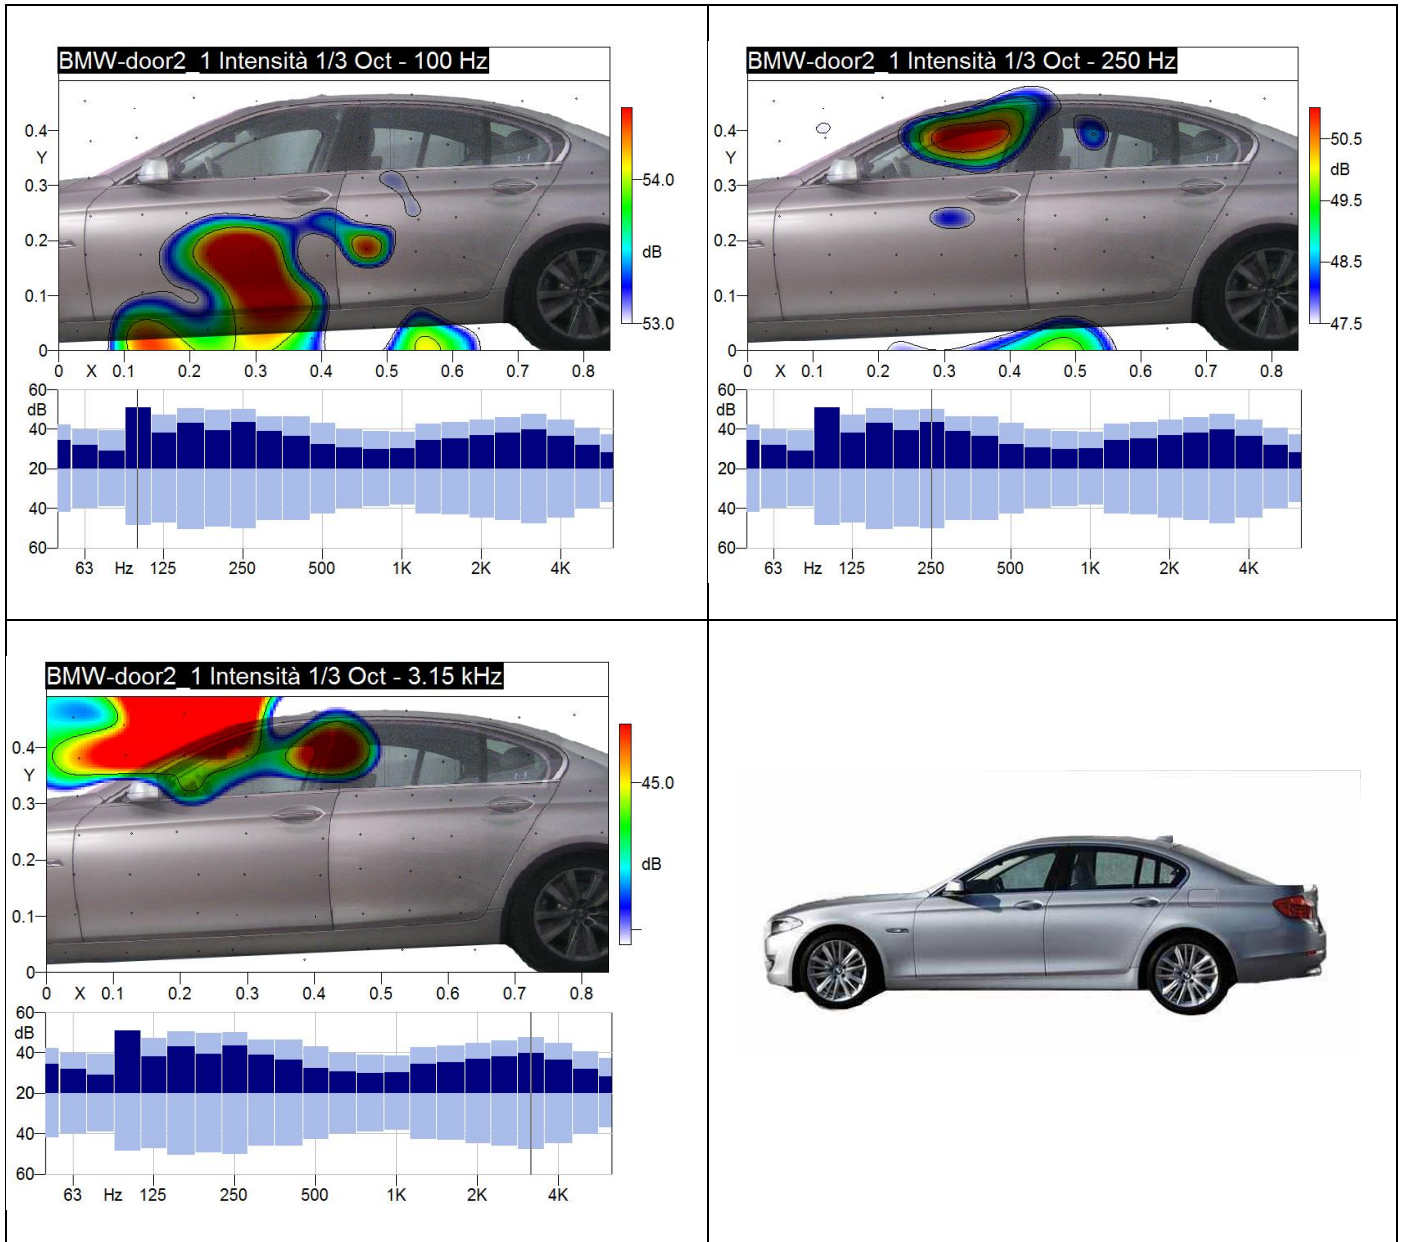 BMW-door2_1 Intensità 1/3 Oct - 100 Hz
0.4
Y
0.3
0.2
0.1
0
0 X 0.1 0.2 0.3 0.4 0.5 0.6 0.7 0.8
54.0
dB
53.0
60
dB
40
20
40
60
63 Hz 125 250 500 1K 2K 4K
BMW-door2_1 Intensità 1/3 Oct - 250 Hz
0.4
Y
0.3
0.2
0.1
0
0 X 0.1 0.2 0.3 0.4 0.5 0.6 0.7 0.8
50.5
dB
49.5
48.5
47.5
60
dB
40
20
40
60
63 Hz 125 250 500 1K 2K 4K
BMW-door2_1 Intensità 1/3 Oct - 3.15 kHz
0.4
Y
0.3
0.2
0.1
0
0 X 0.1 0.2 0.3 0.4 0.5 0.6 0.7 0.8
45.0
dB
60
dB
40
20
40
60
63 Hz 125 250 500 1K 2K 4K